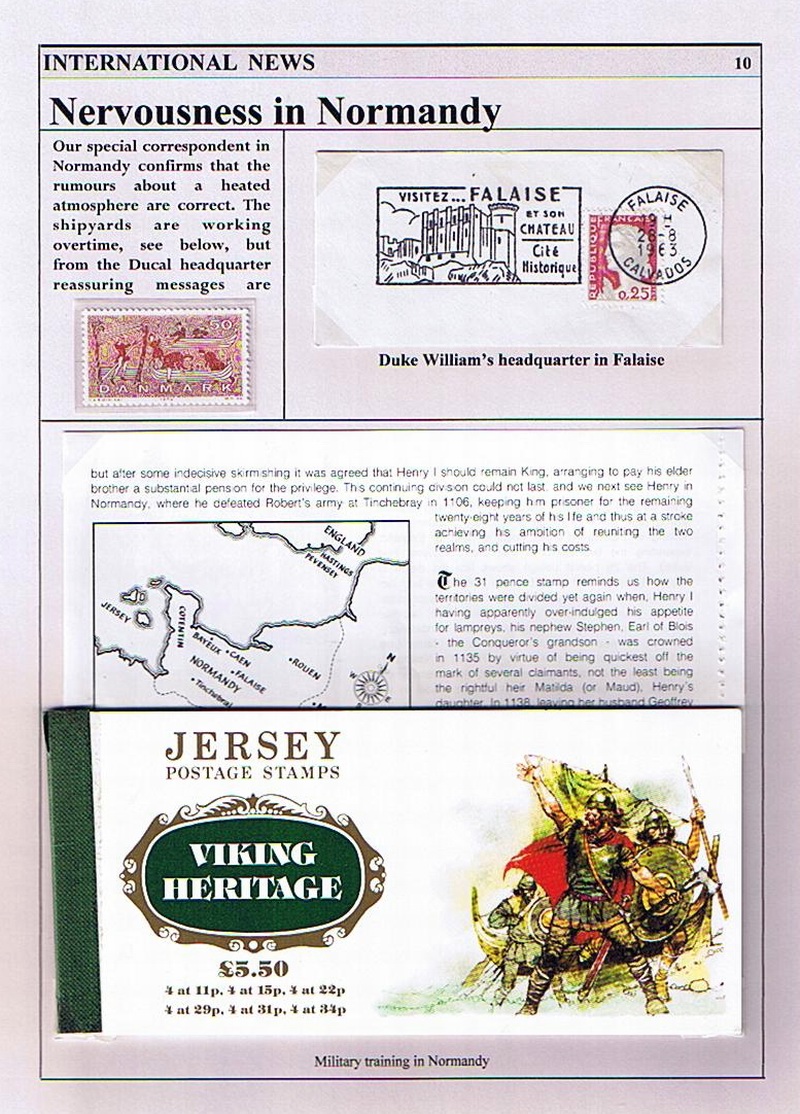 INTERNATIONAL NEWS 10
Nervousness in Normandy
Our special correspondent in
Normandy confirms that the
rumours about a heated
atmosphere are correct. The
shipyards are working
overtime, see below, but
from the Ducal headquarter
reassuring messages are
50
DANMARK
VISITEZ... FALAISE
ET SON
CHATEAU
Cité
Historique
REPUBLIQUE FRANÇAISE
0,25
FALAISE
9 H
26-8
1963
CALVADOS
Duke William's headquarter in Falaise
but after some indecisive skirmishing it was agreed that Henry I should remain King, arranging to pay his elder
brother a substantial pension for the privilege. This continuing division could not last, and we next see Henry in
Normandy, where he defeated Robert's army at Tinchebray in 1106, keeping him prisoner for the remaining
twenty-eight years of his life and thus at a stroke
achieving his ambition of reuniting the two
realms, and cutting his costs.
The 31 pence stamp reminds us how the
territories were divided yet again when, Henry I
having apparently over-indulged his appetite
for lampreys, his nephew Stephen, Earl of Blois
- the Conqueror's grandson - was crowned
in 1135 by virtue of being quickest off the
mark of several claimants, not the least being
the rightful heir Matilda (or Maud), Henry's
daughter. In 1138, leaving her husband Geoffrey
ENGLAND
HASTINGS
PEVENSEY
JERSEY
COTENTIN
BAYEUX
CAEN
FALAISE
ROUEN
NORMANDY
Tinchebrai
N
W
JERSEY
POSTAGE STAMPS
VIKING
HERITAGE
£5.50
4 at 11p, 4 at 15p, 4 at 22p
4 at 29p, 4 at 31p, 4 at 34p
Military training in Normandy